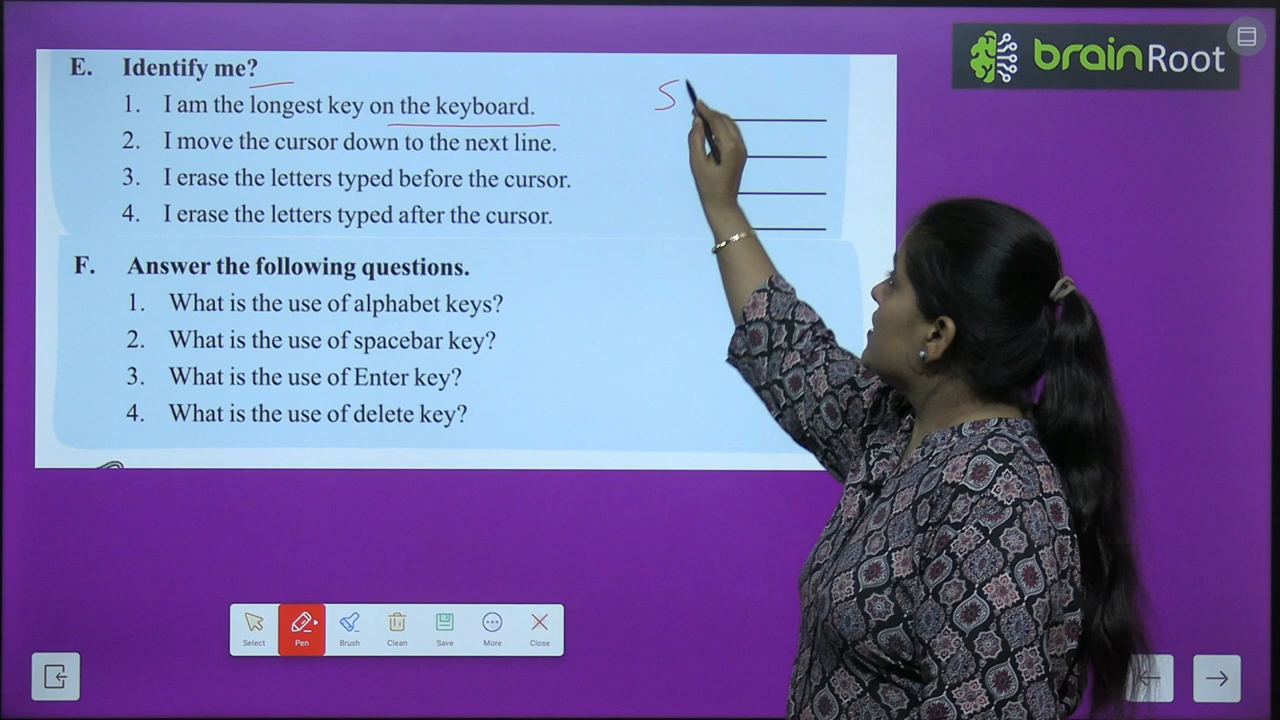 brainRoot
E. Identify me?
1. I am the longest key on the keyboard. S
2. I move the cursor down to the next line.
3. I erase the letters typed before the cursor.
4. I erase the letters typed after the cursor.
F. Answer the following questions.
1. What is the use of alphabet keys?
2. What is the use of spacebar key?
3. What is the use of Enter key?
4. What is the use of delete key?
Select Pen Brush Clean Save More Close